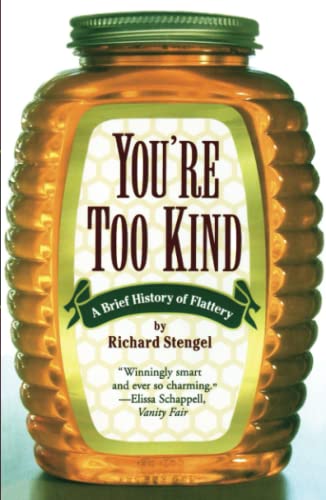 YOU'RE
TOO KIND
A Brief History of Flattery
by
Richard Stengel
"Winningly smart
and ever so charming."
—Elissa Schappell,
Vanity Fair